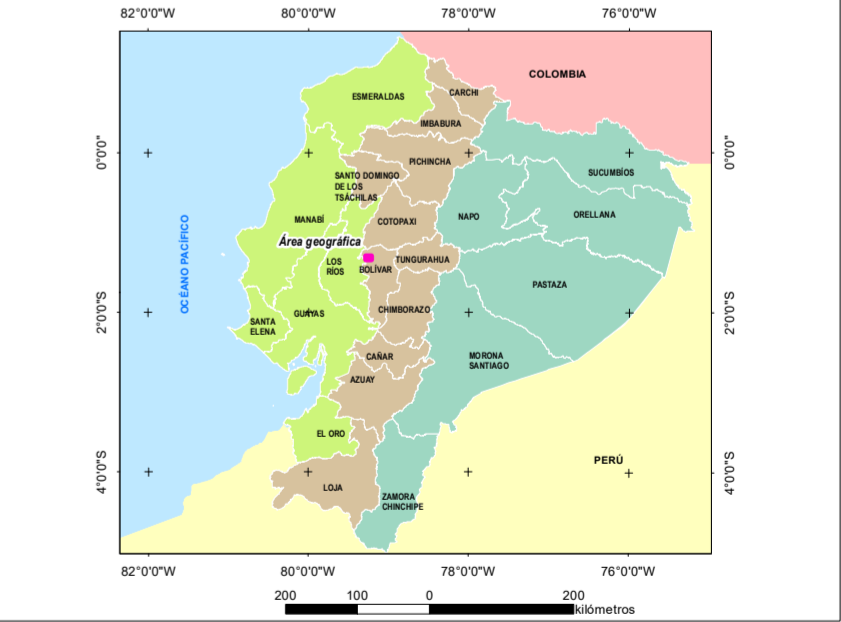 82°0'0"W
80°0'0"W
78°0'0"W
76°0'0"W
COLOMBIA
CARCHI
ESMERALDAS
IMBABURA
0°0'0"
0°0'0"
PICHINCHA
SUCUMBÍOS
SANTO DOMINGO
DE LOS
TSÁCHILAS
MANABÍ
COTOPAXI
NAPO
ORELLANA
OCÉANO PACÍFICO
Área geográfica
LOS
RÍOS
BOLÍVAR
TUNGURAHUA
PASTAZA
2°0'0"S
2°0'0"S
GUAYAS
CHIMBORAZO
SANTA
ELENA
CAÑAR
MORONA
SANTIAGO
AZUAY
EL ORO
PERÚ
4°0'0"S
4°0'0"S
LOJA
ZAMORA
CHINCHIPE
82°0'0"W
80°0'0"W
78°0'0"W
76°0'0"W
200
100
0
200
kilómetros